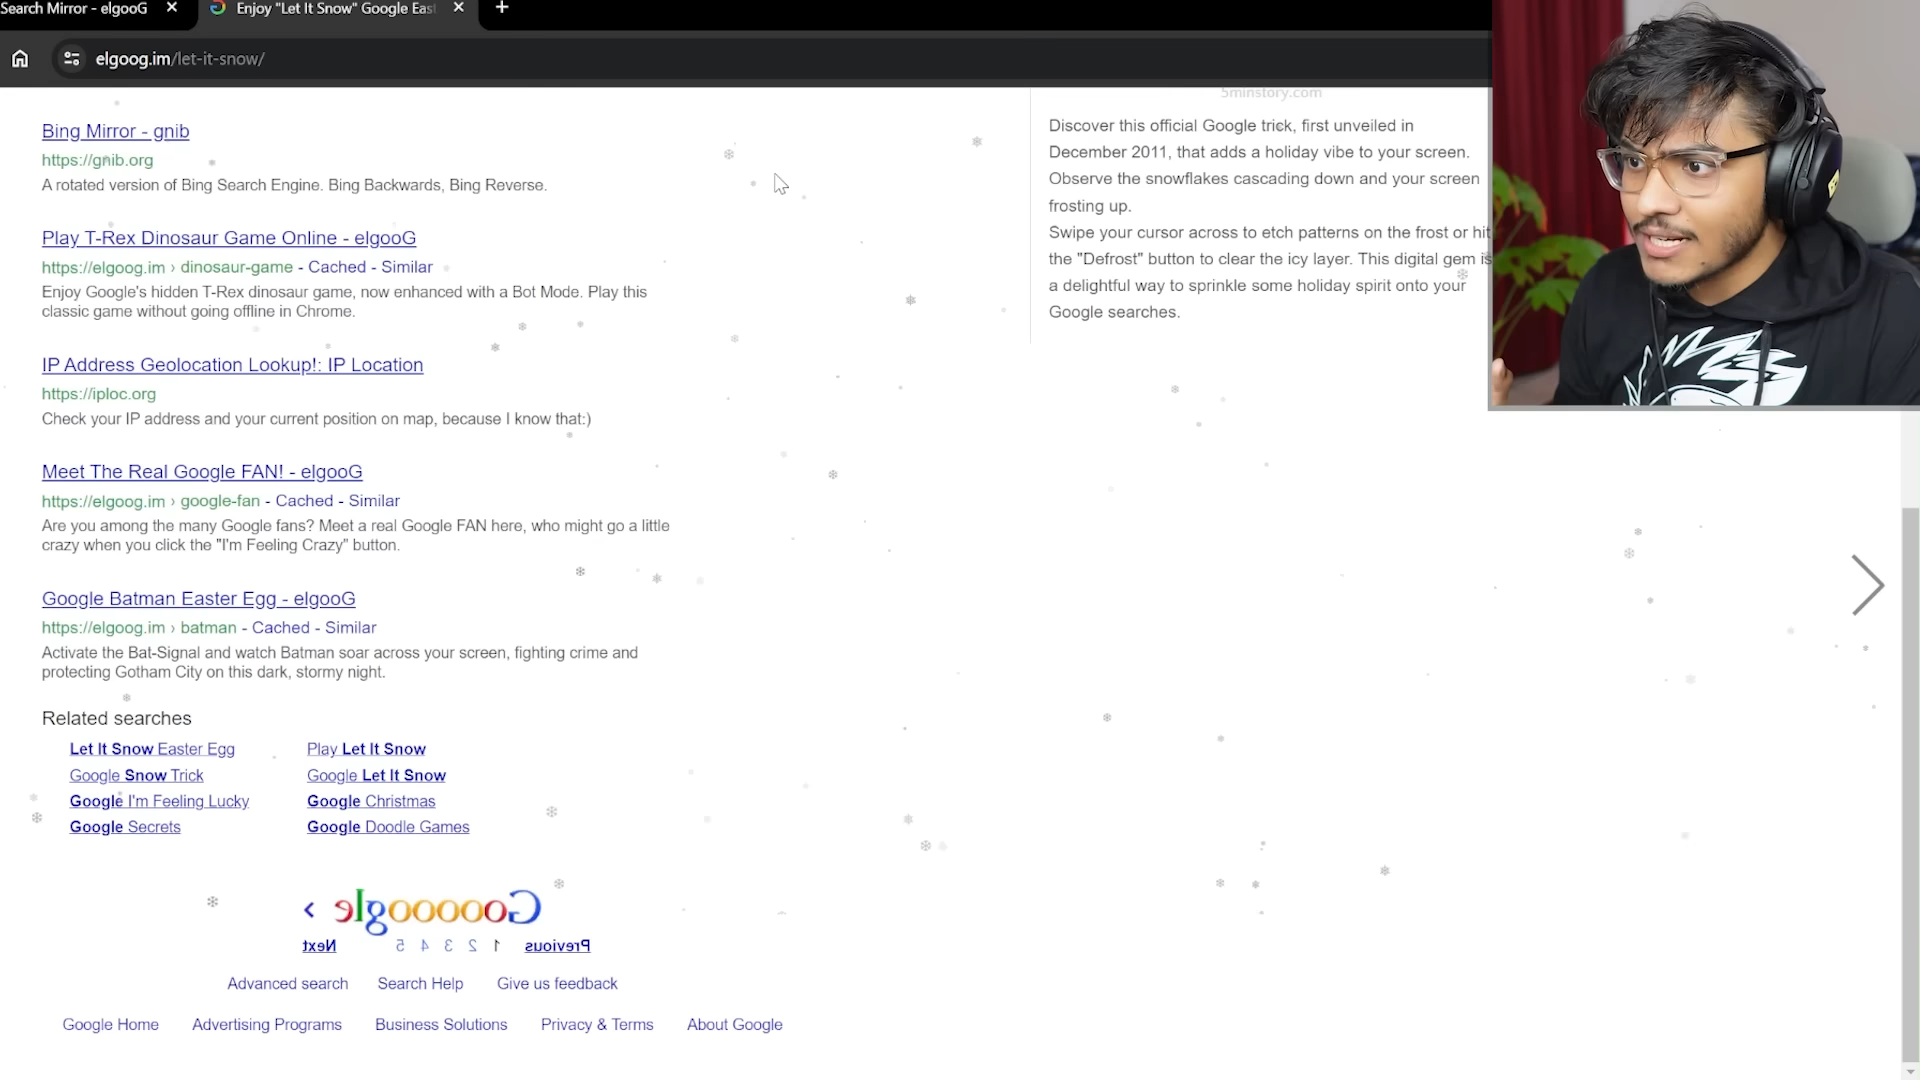 Search Mirror - elgooG
Enjoy "Let It Snow" Google East
elgoog.im/let-it-snow/
Bing Mirror - gnib
https://gnib.org
A rotated version of Bing Search Engine. Bing Backwards, Bing Reverse.
Play T-Rex Dinosaur Game Online - elgooG
https://elgoog.im › dinosaur-game - Cached - Similar
Enjoy Google's hidden T-Rex dinosaur game, now enhanced with a Bot Mode. Play this
classic game without going offline in Chrome.
IP Address Geolocation Lookup!: IP Location
https://iploc.org
Check your IP address and your current position on map, because I know that:)
Meet The Real Google FAN! - elgooG
https://elgoog.im › google-fan - Cached - Similar
Are you among the many Google fans? Meet a real Google FAN here, who might go a little
crazy when you click the "I'm Feeling Crazy" button.
Google Batman Easter Egg - elgooG
https://elgoog.im › batman - Cached - Similar
Activate the Bat-Signal and watch Batman soar across your screen, fighting crime and
protecting Gotham City on this dark, stormy night.
Related searches
Let It Snow Easter Egg
Play Let It Snow
Google Snow Trick
Google Let It Snow
Google I'm Feeling Lucky
Google Christmas
Google Secrets
Google Doodle Games
Goooooogle >
Previous 1 2 3 4 5 Next
Advanced search Search Help Give us feedback
Google Home Advertising Programs Business Solutions Privacy & Terms About Google
5minstory.com
Discover this official Google trick, first unveiled in
December 2011, that adds a holiday vibe to your screen.
Observe the snowflakes cascading down and your screen
frosting up.
Swipe your cursor across to etch patterns on the frost or hit
the "Defrost" button to clear the icy layer. This digital gem is
a delightful way to sprinkle some holiday spirit onto your
Google searches.